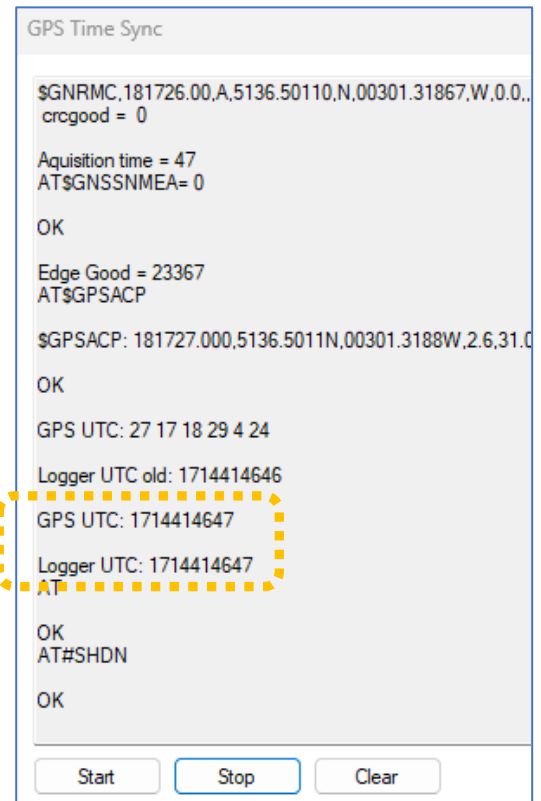 GPS Time Sync
$GNRMC,181726.00,A,5136.50110,N,00301.31867,W,0.0,,
crcgood = 0
Aquisition time = 47
AT$GNSSNMEA= 0
OK
Edge Good = 23367
AT$GPSACP
$GPSACP: 181727.000,5136.5011N,00301.3188W,2.6,31.0
OK
GPS UTC: 27 17 18 29 4 24
Logger UTC old: 1714414646
GPS UTC: 1714414647
Logger UTC: 1714414647
AT
OK
AT#SHDN
OK
Start Stop Clear